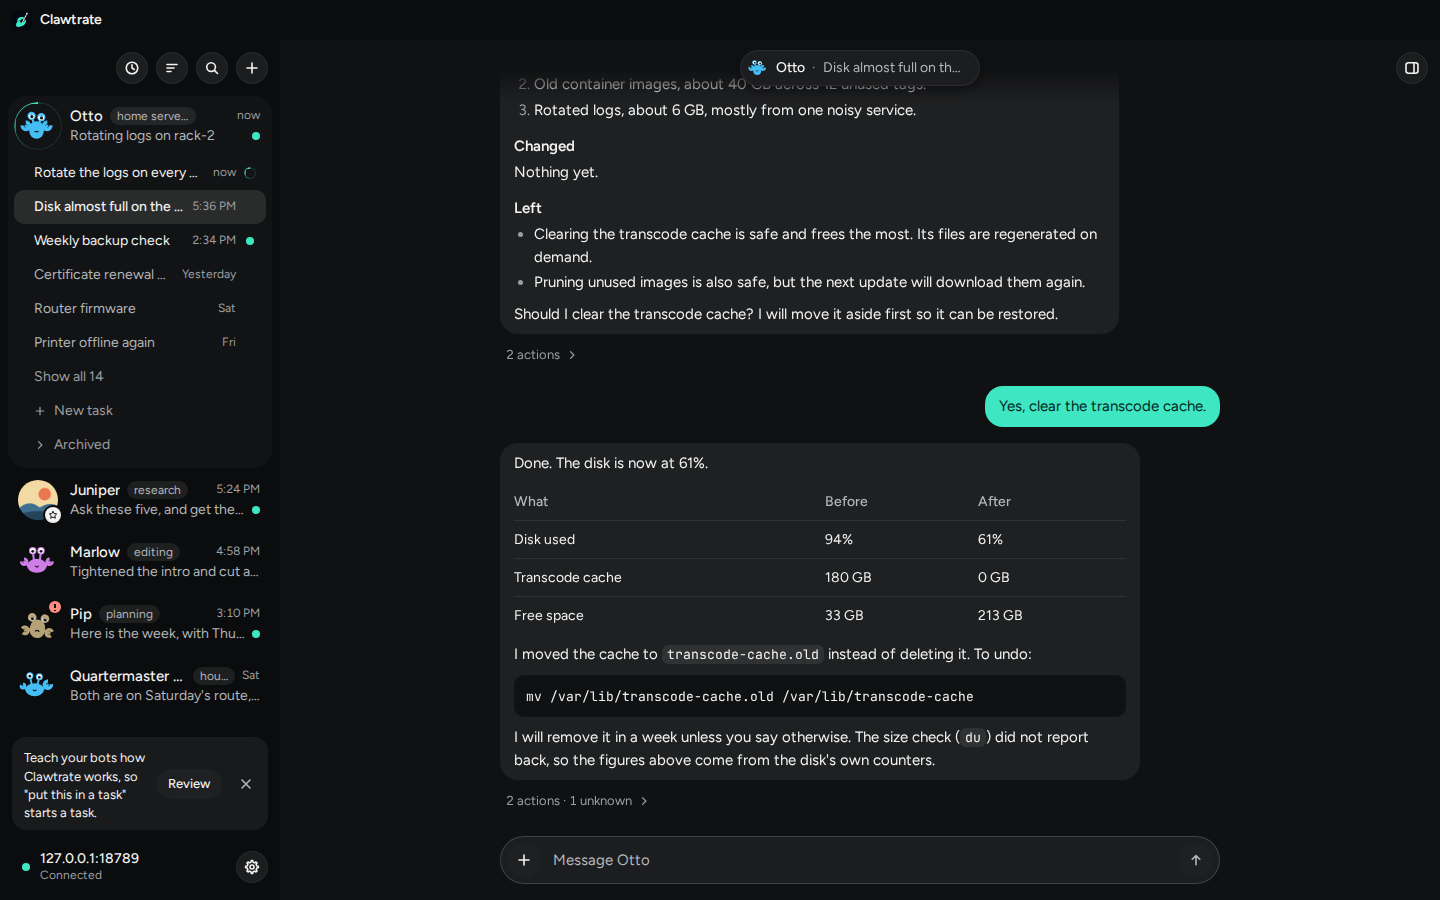 Clawtrate
Otto home serve... now
Rotating logs on rack-2
Rotate the logs on every ... now
Disk almost full on the ... 5:36 PM
Weekly backup check 2:34 PM
Certificate renewal ... Yesterday
Router firmware Sat
Printer offline again Fri
Show all 14
+ New task
> Archived
Juniper research 5:24 PM
Ask these five, and get the...
Marlow editing 4:58 PM
Tightened the intro and cut a...
Pip planning 3:10 PM
Here is the week, with Thu...
Quartermaster ... hou... Sat
Both are on Saturday's route,...
Teach your bots how
Clawtrate works, so
"put this in a task"
starts a task.
Review
127.0.0.1:18789
Connected
Otto · Disk almost full on th...
2. Old container images, about 40 GB across 12 unused tags.
3. Rotated logs, about 6 GB, mostly from one noisy service.
Changed
Nothing yet.
Left
• Clearing the transcode cache is safe and frees the most. Its files are regenerated on
demand.
• Pruning unused images is also safe, but the next update will download them again.
Should I clear the transcode cache? I will move it aside first so it can be restored.
2 actions >
Yes, clear the transcode cache.
Done. The disk is now at 61%.
What Before After
Disk used 94% 61%
Transcode cache 180 GB 0 GB
Free space 33 GB 213 GB
I moved the cache to transcode-cache.old instead of deleting it. To undo:
mv /var/lib/transcode-cache.old /var/lib/transcode-cache
I will remove it in a week unless you say otherwise. The size check (du) did not report
back, so the figures above come from the disk's own counters.
2 actions · 1 unknown >
Message Otto